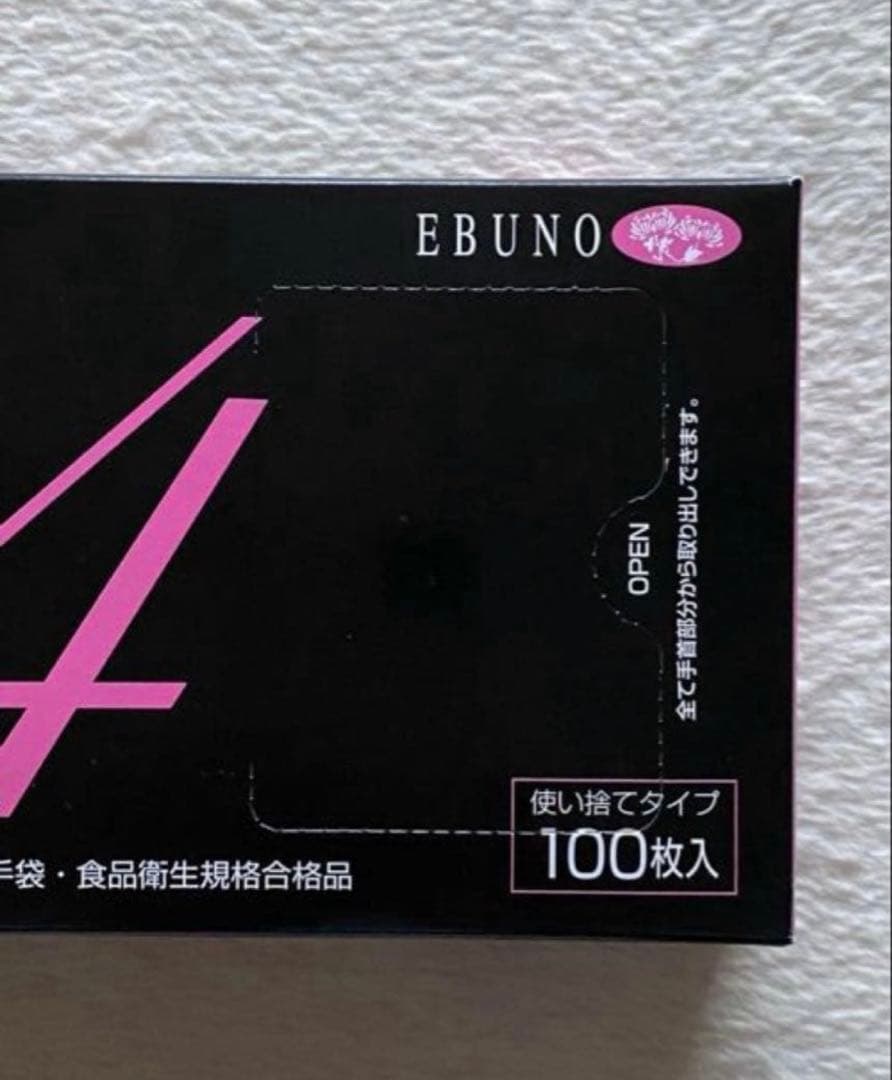 EBUNO
4
OPEN
全て手首部分から取り出しできます。
使い捨てタイプ
100枚入
手袋・食品衛生規格合格品